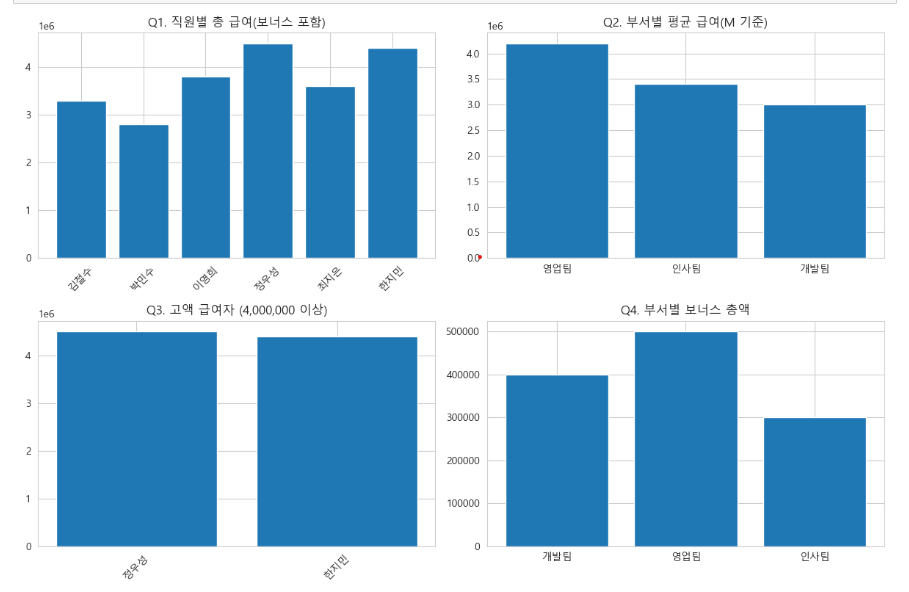 Q1. 직원별 총 급여(보너스 포함)
1e6
4
3
2
1
0
김철수
박민수
이영희
정우성
최지은
한지민
Q2. 부서별 평균 급여(M 기준)
1e6
4.0
3.5
3.0
2.5
2.0
1.5
1.0
0.5
0.0
영업팀
인사팀
개발팀
Q3. 고액 급여자 (4,000,000 이상)
1e6
4
3
2
1
0
정우성
한지민
Q4. 부서별 보너스 총액
500000
400000
300000
200000
100000
0
개발팀
영업팀
인사팀